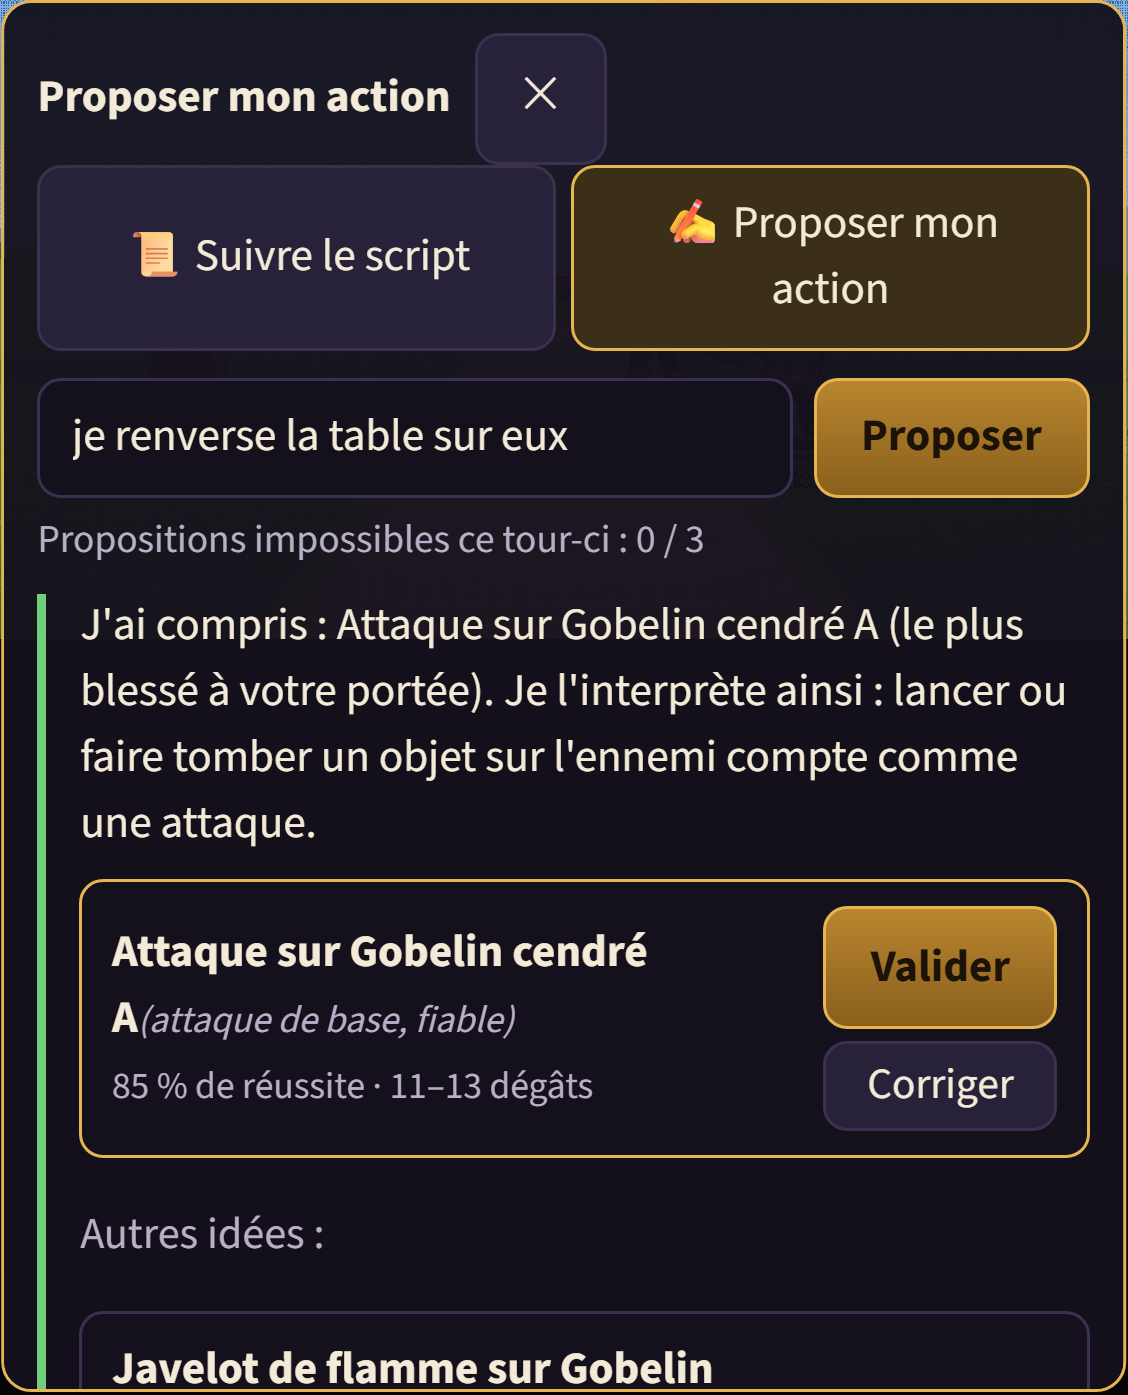 Proposer mon action
📜 Suivre le script
✍️ Proposer mon
action
je renverse la table sur eux
Proposer
Propositions impossibles ce tour-ci : 0 / 3
J'ai compris : Attaque sur Gobelin cendré A (le plus
blessé à votre portée). Je l'interprète ainsi : lancer ou
faire tomber un objet sur l'ennemi compte comme
une attaque.
Attaque sur Gobelin cendré
A(attaque de base, fiable)
85 % de réussite · 11–13 dégâts
Valider
Corriger
Autres idées :
Javelot de flamme sur Gobelin